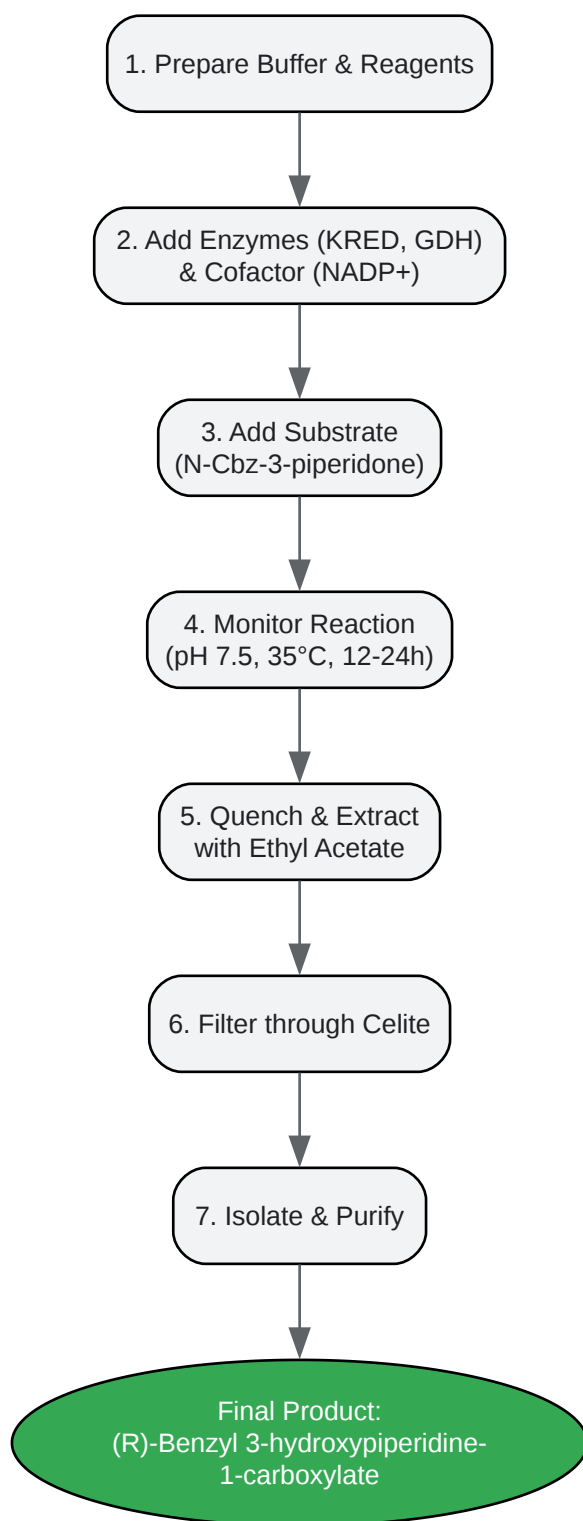 1. Prepare Buffer & Reagents
2. Add Enzymes (KRED, GDH)
& Cofactor (NADP+)
3. Add Substrate
(N-Cbz-3-piperidone)
4. Monitor Reaction
(pH 7.5, 35°C, 12-24h)
5. Quench & Extract
with Ethyl Acetate
6. Filter through Celite
7. Isolate & Purify
Final Product:
(R)-Benzyl 3-hydroxypiperidine-
1-carboxylate